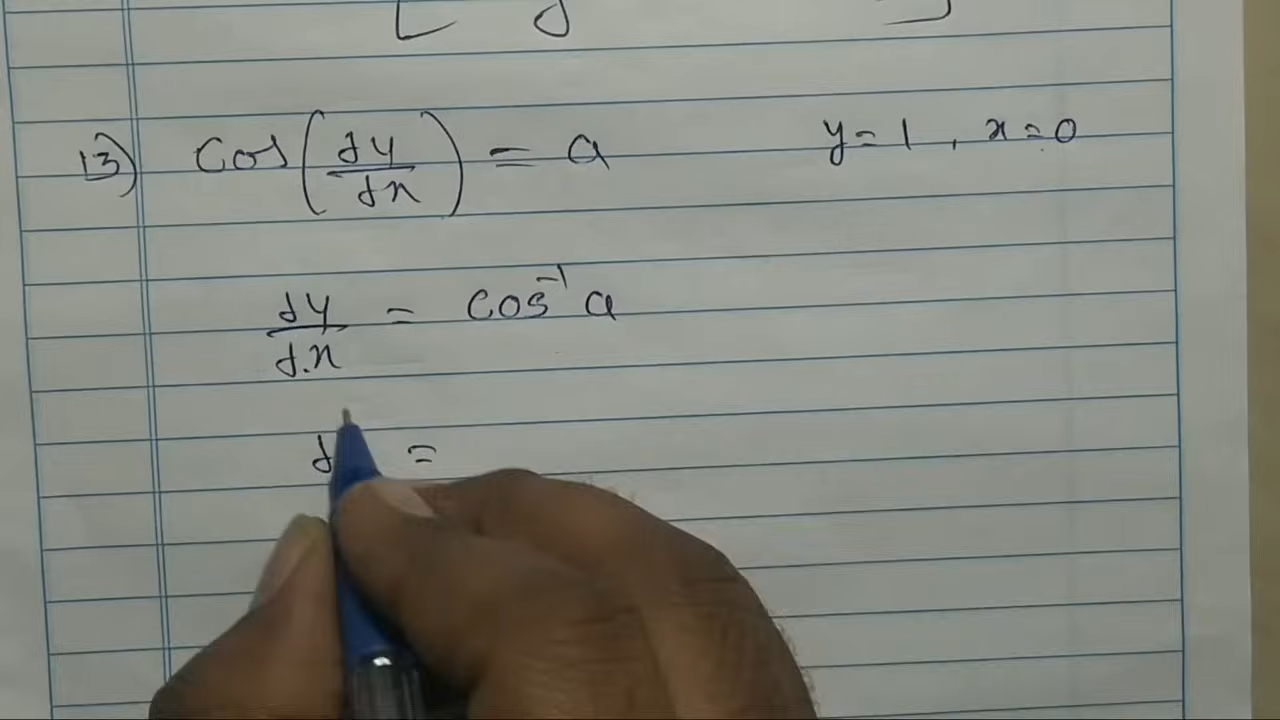 [ y ]
13) Cos(dy/dx) = a y = 1 , x = 0
dy/dx = cos⁻¹ a
d =